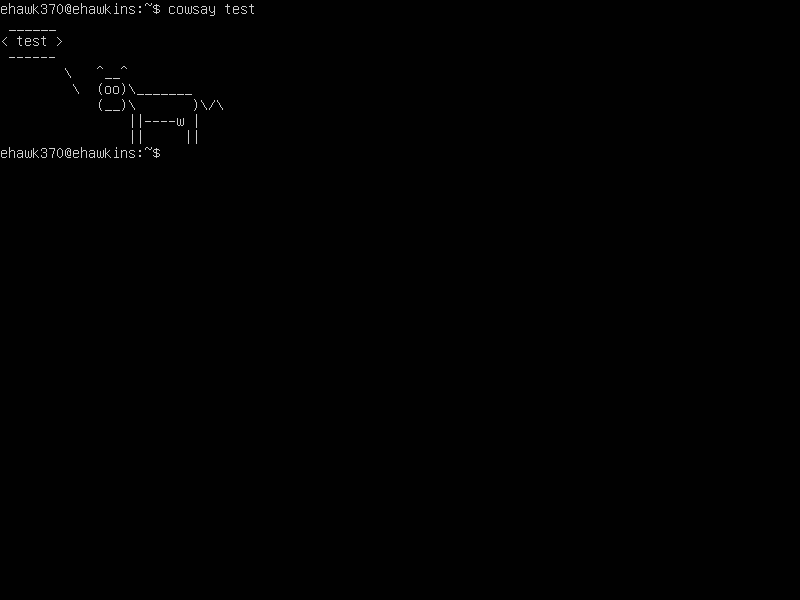 ehawk370@ehawkins:~$ cowsay test
 ______
< test >
 ------
        \   ^__^
         \  (oo)\_______
            (__)\       )\/\
                ||----w |
                ||     ||
ehawk370@ehawkins:~$